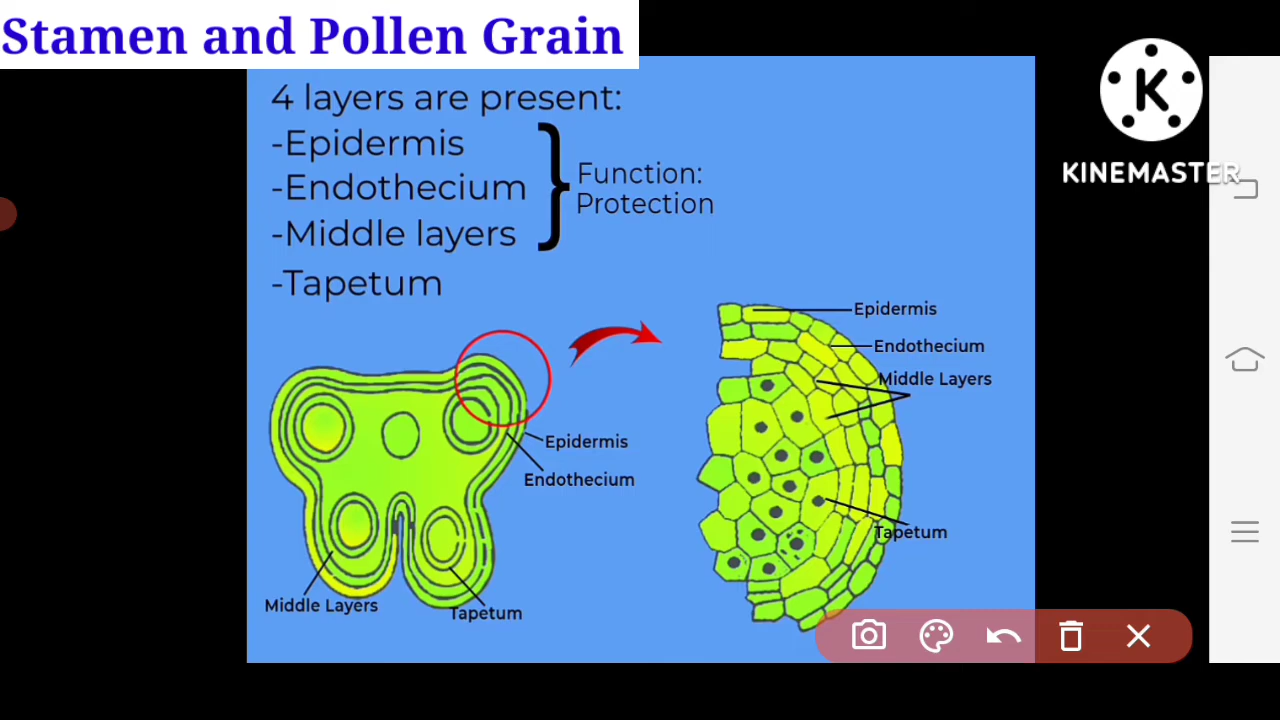 Stamen and Pollen Grain
K
KINEMASTER
4 layers are present:
-Epidermis
-Endothecium
-Middle layers
-Tapetum
Function:
Protection
Epidermis
Endothecium
Middle Layers
Tapetum
Epidermis
Endothecium
Middle Layers
Tapetum